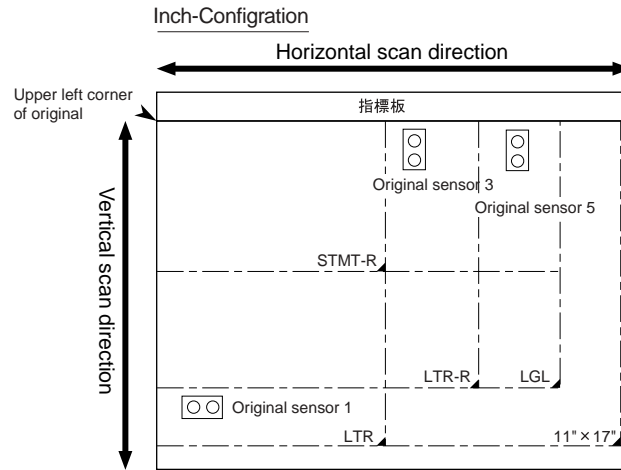 Inch-Configration
Horizontal scan direction
Upper left corner
of original
指標板
Original sensor 3
Original sensor 5
Vertical scan direction
STMT-R
LTR-R
LGL
Original sensor 1
LTR
11" × 17"